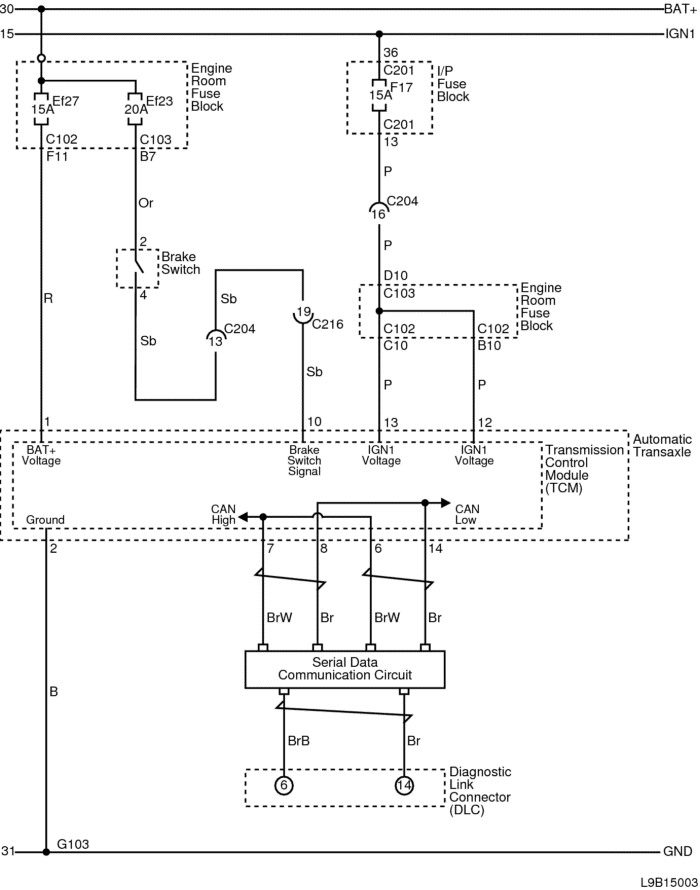 30
BAT+
15
IGN1
36
Engine
Room
Fuse
Block
C201
I/P
Fuse
Block
Ef27
15A
Ef23
20A
F17
15A
C102
C103
C201
F11
B7
13
P
Or
C204
16
2
P
Brake
Switch
D10
4
C103
Engine
Room
Fuse
Block
R
Sb
19
C204
C216
13
C102
C102
Sb
C10
B10
Sb
P
P
1
10
13
12
Automatic
Transaxle
BAT+
Voltage
Brake
Switch
Signal
IGN1
Voltage
IGN1
Voltage
Transmission
Control
Module
(TCM)
CAN
High
CAN
Low
Ground
2
7
8
6
14
BrW
Br
BrW
Br
Serial Data
Communication Circuit
B
BrB
Br
Diagnostic
Link
Connector
(DLC)
6
14
G103
31
GND
L9B15003